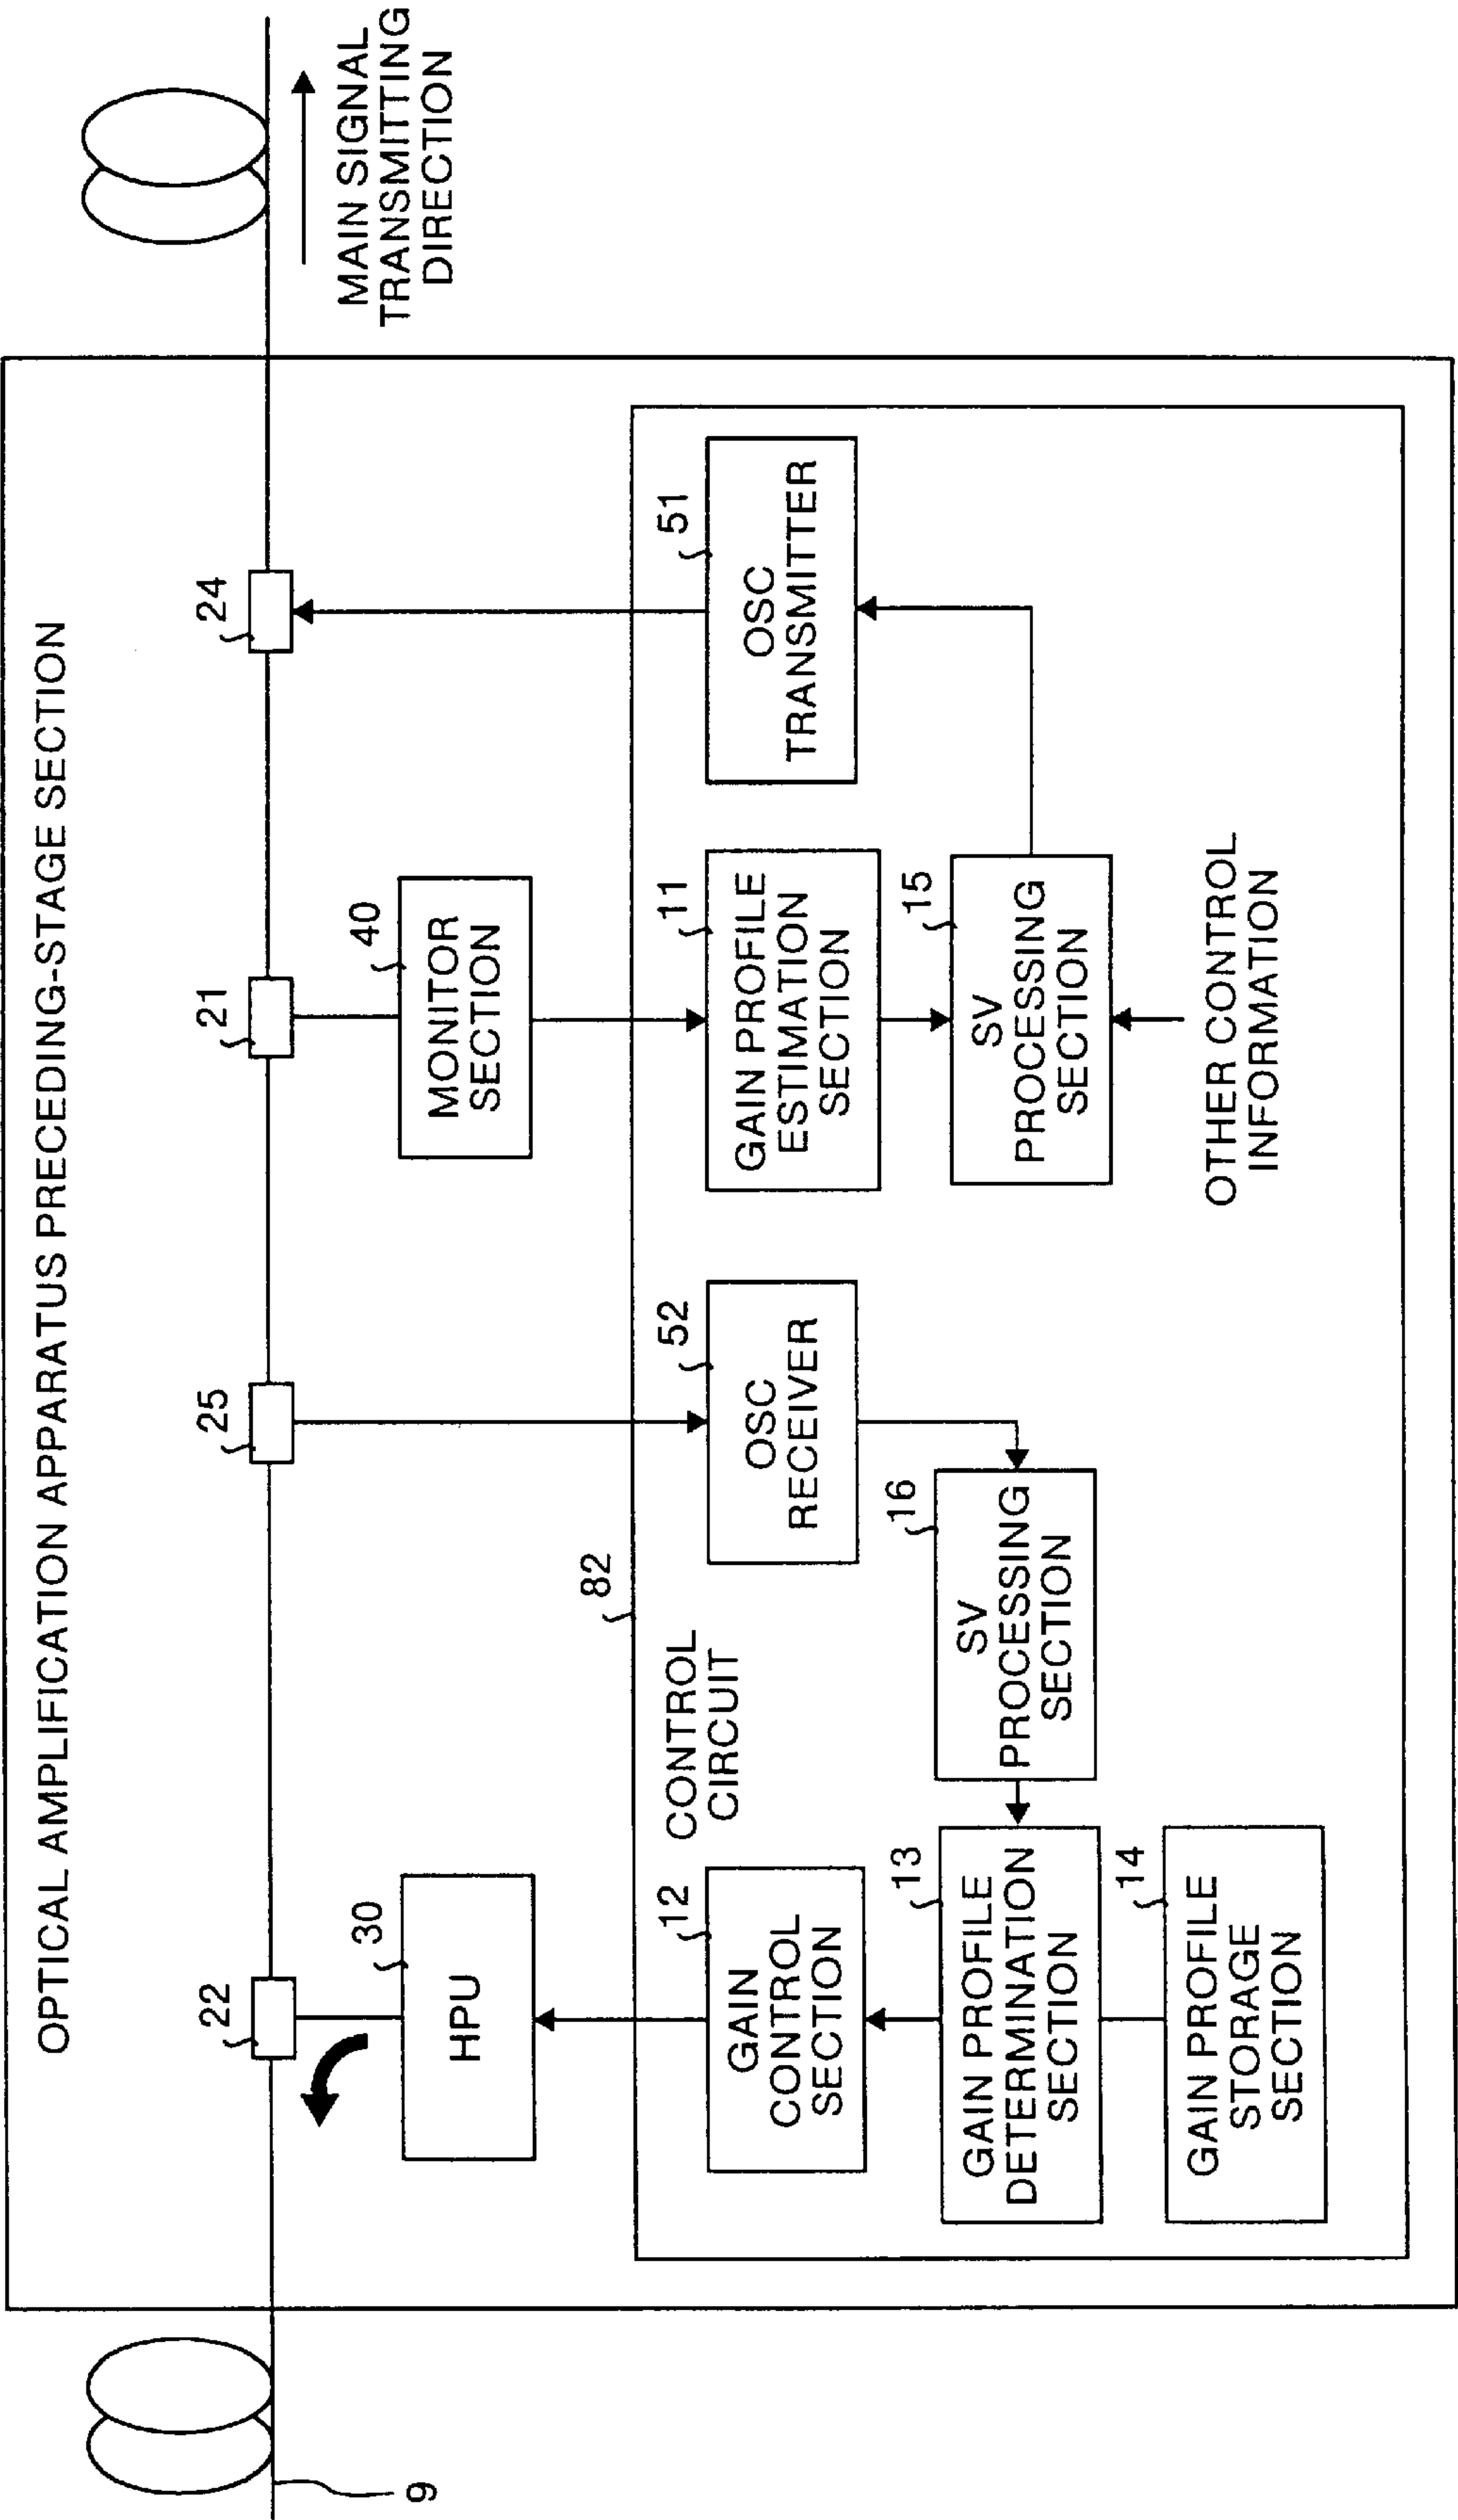 OPTICAL AMPLIFICATION APPARATUS PRECEDING-STAGE SECTION
22
25
21
24
MAIN SIGNAL
TRANSMITTING
DIRECTION
9
30
HPU
40
MONITOR
SECTION
82
CONTROL
CIRCUIT
12
GAIN
CONTROL
SECTION
52
OSC
RECEIVER
11
GAIN PROFILE
ESTIMATION
SECTION
51
OSC
TRANSMITTER
13
GAIN PROFILE
DETERMINATION
SECTION
16
SV
PROCESSING
SECTION
15
SV
PROCESSING
SECTION
14
GAIN PROFILE
STORAGE
SECTION
OTHER CONTROL
INFORMATION